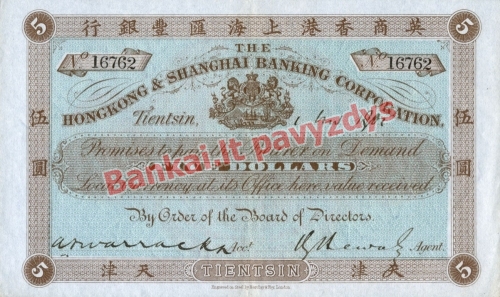 行銀豐匯海上港香商英
5 5
THE
No 16762 No 16762
HONGKONG & SHANGHAI BANKING CORPORATION.
Tientsin,
Bankai.lt pavyzdys
伍 伍
圓 圓
Promises to pay Demand
DOLLARS
Local Currency at its Office here value received
By Order of the Board of Directors.
Acct. Agent.
津天 津天
5 TIENTSIN 5